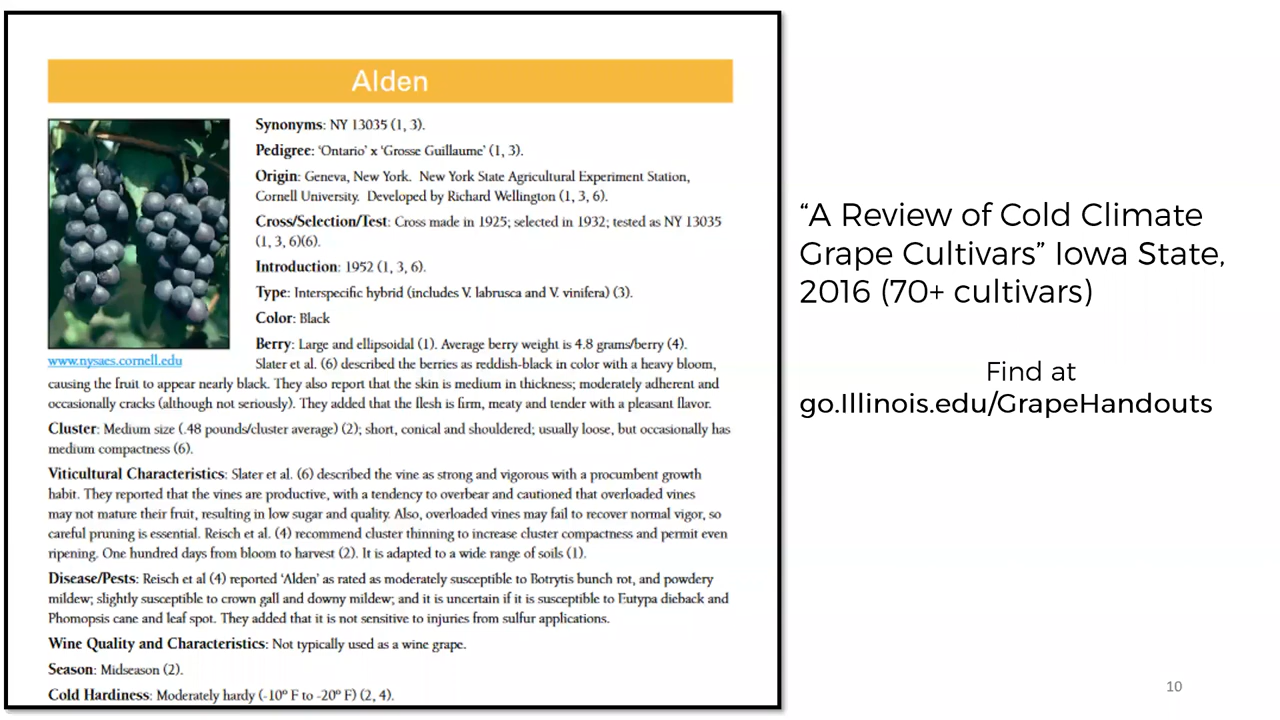 Alden
Synonyms: NY 13035 (1, 3).
Pedigree: ‘Ontario’ x ‘Grosse Guillaume’ (1, 3).
Origin: Geneva, New York. New York State Agricultural Experiment Station,
Cornell University. Developed by Richard Wellington (1, 3, 6).
Cross/Selection/Test: Cross made in 1925; selected in 1932; tested as NY 13035
(1, 3, 6)(6).
Introduction: 1952 (1, 3, 6).
Type: Interspecific hybrid (includes V. labrusca and V. vinifera) (3).
Color: Black
Berry: Large and ellipsoidal (1). Average berry weight is 4.8 grams/berry (4).
www.nysaes.cornell.edu
Slater et al. (6) described the berries as reddish-black in color with a heavy bloom,
causing the fruit to appear nearly black. They also report that the skin is medium in thickness; moderately adherent and
occasionally cracks (although not seriously). They added that the flesh is firm, meaty and tender with a pleasant flavor.
Cluster: Medium size (.48 pounds/cluster average) (2); short, conical and shouldered; usually loose, but occasionally has
medium compactness (6).
Viticultural Characteristics: Slater et al. (6) described the vine as strong and vigorous with a procumbent growth
habit. They reported that the vines are productive, with a tendency to overbear and cautioned that overloaded vines
may not mature their fruit, resulting in low sugar and quality. Also, overloaded vines may fail to recover normal vigor, so
careful pruning is essential. Reisch et al. (4) recommend cluster thinning to increase cluster compactness and permit even
ripening. One hundred days from bloom to harvest (2). It is adapted to a wide range of soils (1).
Disease/Pests: Reisch et al (4) reported ‘Alden’ as rated as moderately susceptible to Botrytis bunch rot, and powdery
mildew; slightly susceptible to crown gall and downy mildew; and it is uncertain if it is susceptible to Eutypa dieback and
Phomopsis cane and leaf spot. They added that it is not sensitive to injuries from sulfur applications.
Wine Quality and Characteristics: Not typically used as a wine grape.
Season: Midseason (2).
Cold Hardiness: Moderately hardy (-10º F to -20º F) (2, 4).
“A Review of Cold Climate
Grape Cultivars” Iowa State,
2016 (70+ cultivars)
Find at
go.Illinois.edu/GrapeHandouts
10